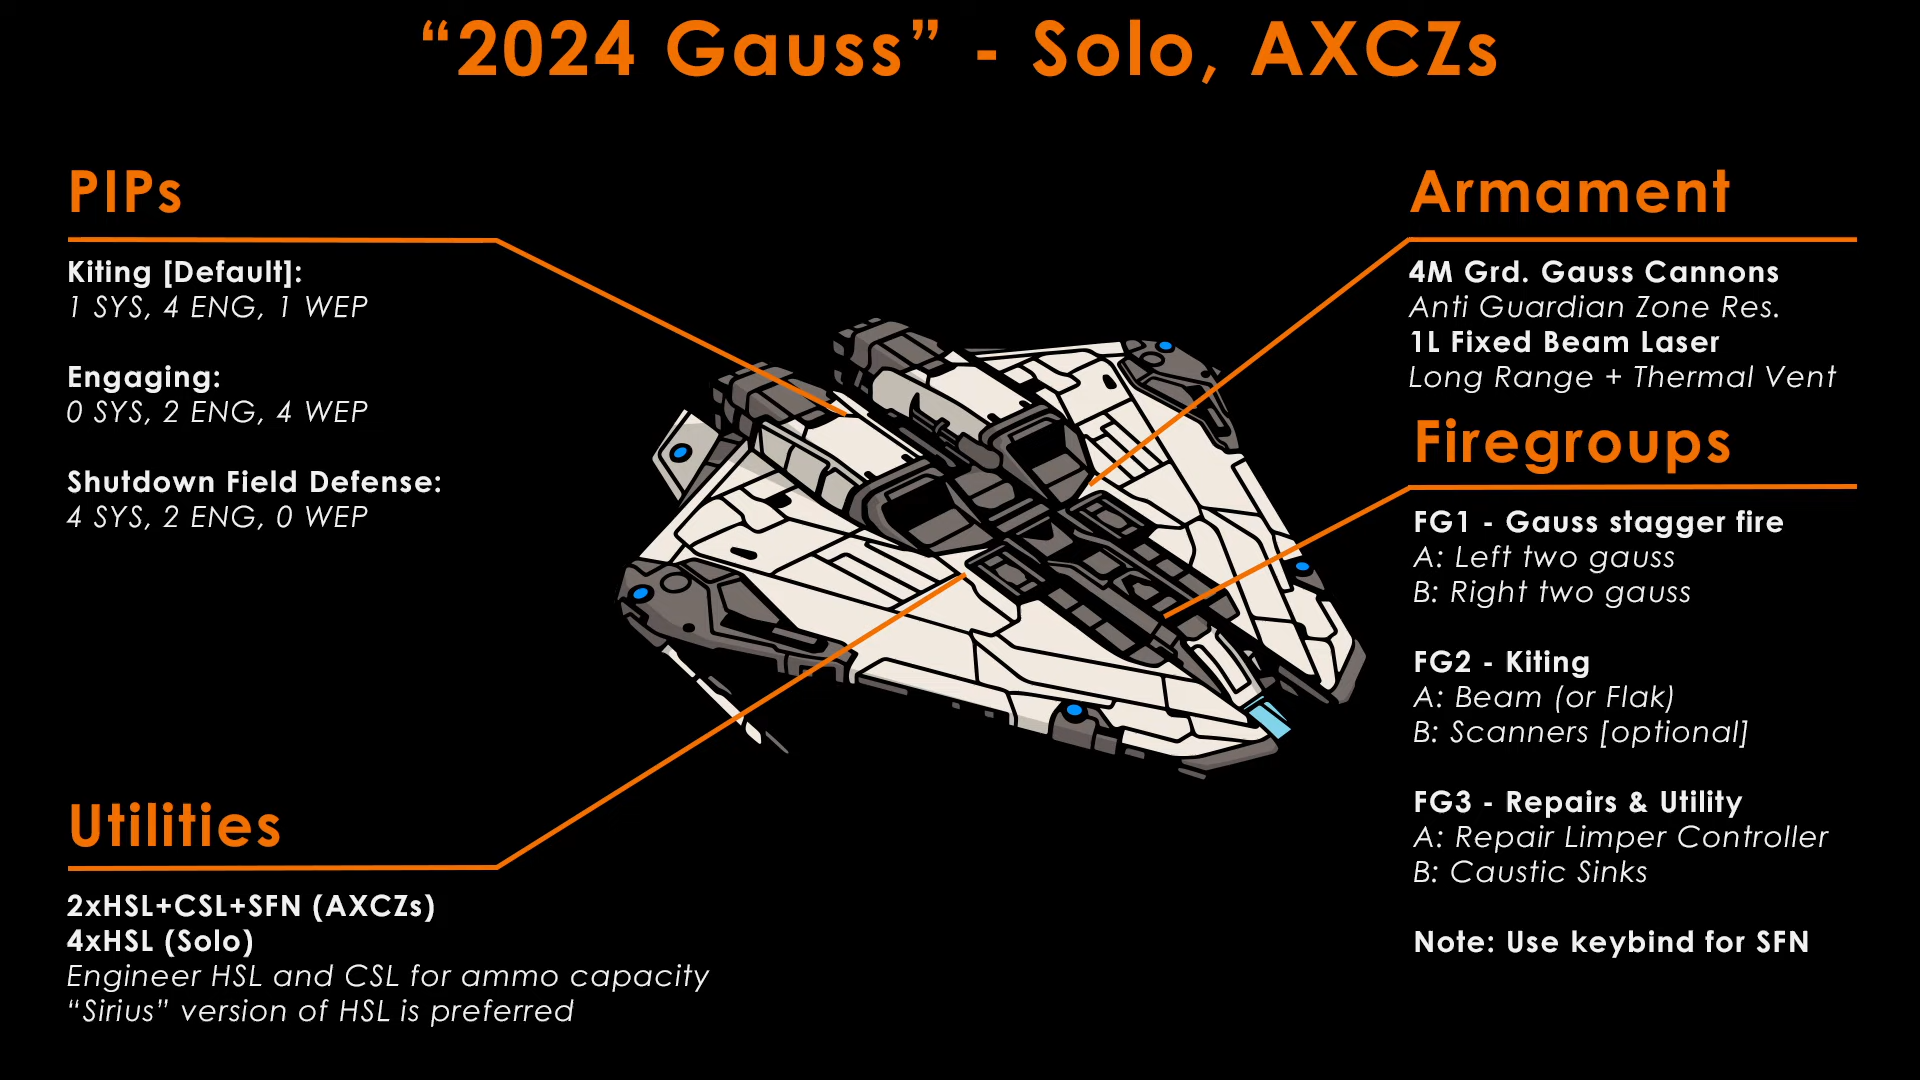 “2024 Gauss” - Solo, AXCZs
PIPs
Kiting [Default]:
1 SYS, 4 ENG, 1 WEP
Engaging:
0 SYS, 2 ENG, 4 WEP
Shutdown Field Defense:
4 SYS, 2 ENG, 0 WEP
Utilities
2xHSL+CSL+SFN (AXCZs)
4xHSL (Solo)
Engineer HSL and CSL for ammo capacity
“Sirius” version of HSL is preferred
Armament
4M Grd. Gauss Cannons
Anti Guardian Zone Res.
1L Fixed Beam Laser
Long Range + Thermal Vent
Firegroups
FG1 - Gauss stagger fire
A: Left two gauss
B: Right two gauss
FG2 - Kiting
A: Beam (or Flak)
B: Scanners [optional]
FG3 - Repairs & Utility
A: Repair Limper Controller
B: Caustic Sinks
Note: Use keybind for SFN